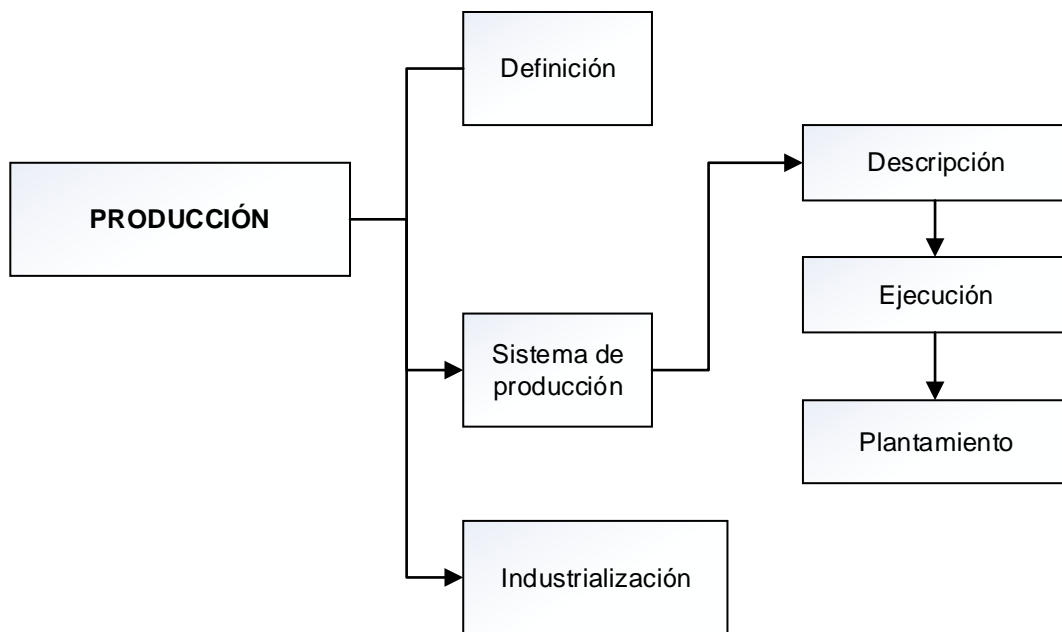 Definición
PRODUCCIÓN
Descripción
Ejecución
Sistema de
producción
Plantamiento
Industrialización